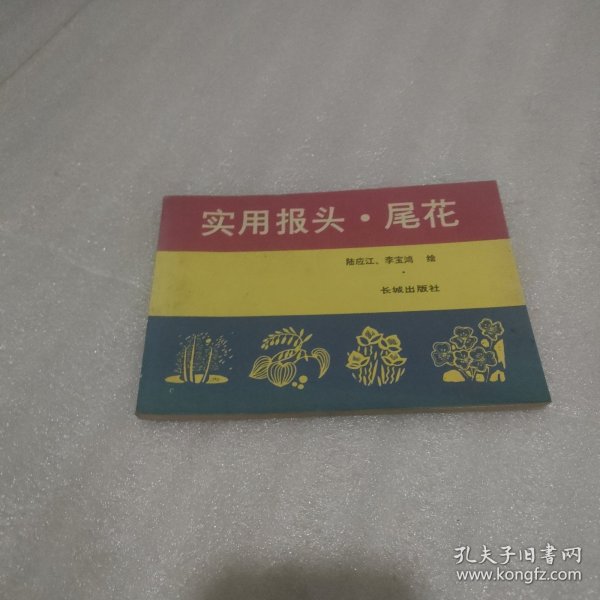 实用报头·尾花
陆应江、李宝鸿 绘
长城出版社
孔夫子旧书网
www.kongfz.com